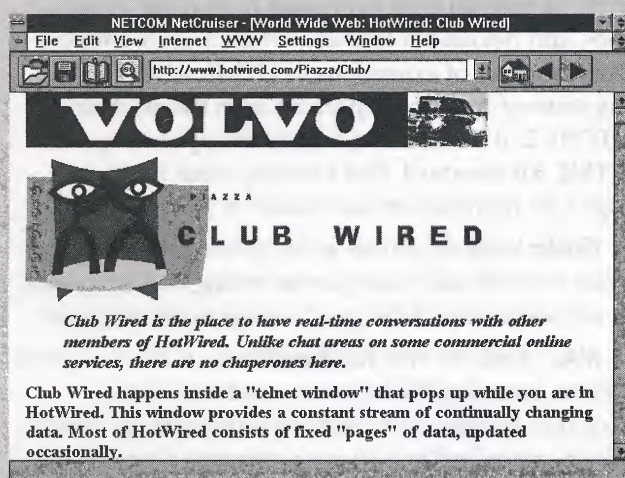 NETCOM NetCruiser - [World Wide Web: HotWired: Club Wired]
File Edit View Internet WWW Settings Window Help
http://www.hotwired.com/Piazza/Club/
VOLVO
PIAZZA
CLUB WIRED
Club Wired is the place to have real-time conversations with other
members of HotWired. Unlike chat areas on some commercial online
services, there are no chaperones here.
Club Wired happens inside a "telnet window" that pops up while you are in
HotWired. This window provides a constant stream of continually changing
data. Most of HotWired consists of fixed "pages" of data, updated
occasionally.